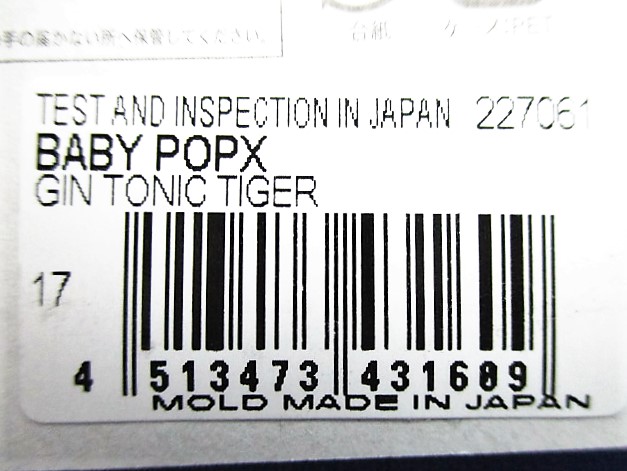 手の届かない所へ保管してください。
台紙
TEST AND INSPECTION IN JAPAN 227061
BABY POPX
GIN TONIC TIGER
17
4 513473 431609
MOLD MADE IN JAPAN